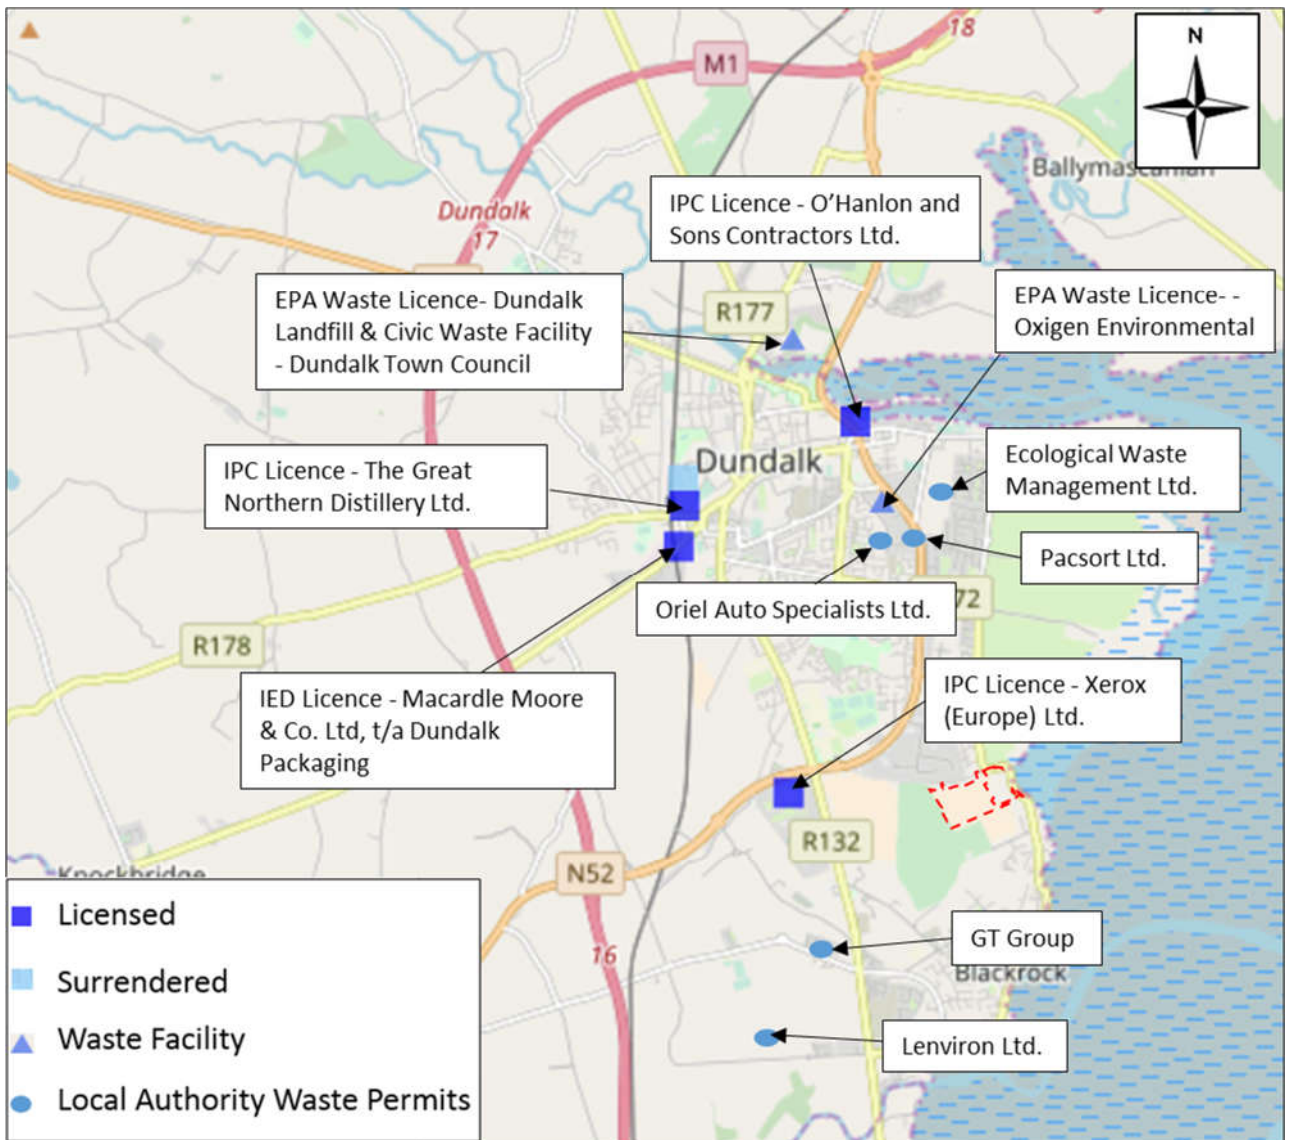 18
M1
N
Ballymascanlan
Dundalk
17
IPC Licence - O'Hanlon and
Sons Contractors Ltd.
EPA Waste Licence- Dundalk
Landfill & Civic Waste Facility
- Dundalk Town Council
R177
EPA Waste Licence- -
Oxigen Environmental
IPC Licence - The Great
Northern Distillery Ltd.
Dundalk
Ecological Waste
Management Ltd.
Pacsort Ltd.
Oriel Auto Specialists Ltd.
72
R178
IED Licence - Macardle Moore
& Co. Ltd, t/a Dundalk
Packaging
IPC Licence - Xerox
(Europe) Ltd.
R132
N52
Knockbridge
16
GT Group
Blackrock
Lenviron Ltd.
Licensed
Surrendered
Waste Facility
Local Authority Waste Permits